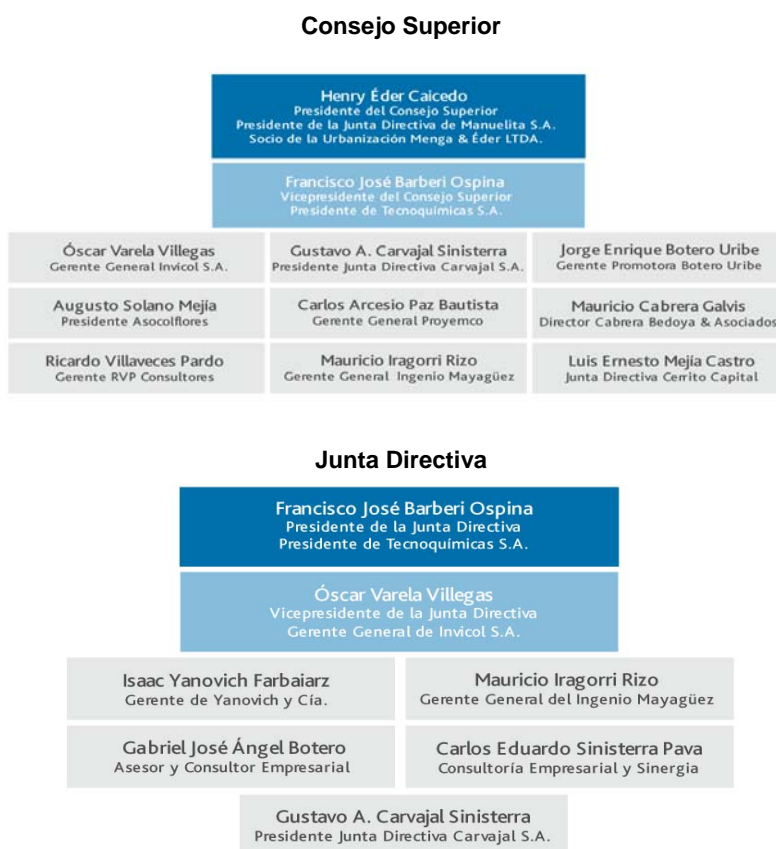 Consejo Superior
Henry Éder Caicedo
Presidente del Consejo Superior
Presidente de la Junta Directiva de Manuelita S.A.
Socio de la Urbanización Menga & Éder LTDA.
Francisco José Barberi Ospina
Vicepresidente del Consejo Superior
Presidente de Tecnoquímicas S.A.
Óscar Varela Villegas
Gerente General Invicol S.A.
Gustavo A. Carvajal Sinisterra
Presidente Junta Directiva Carvajal S.A.
Jorge Enrique Botero Uribe
Gerente Promotora Botero Uribe
Augusto Solano Mejía
Presidente Asocolflores
Carlos Arcesio Paz Bautista
Gerente General Proyemco
Mauricio Cabrera Galvis
Director Cabrera Bedoya & Asociados
Ricardo Villaveces Pardo
Gerente RVP Consultores
Mauricio Iragorri Rizo
Gerente General Ingenio Mayagüez
Luis Ernesto Mejía Castro
Junta Directiva Cerrito Capital
Junta Directiva
Francisco José Barberi Ospina
Presidente de la Junta Directiva
Presidente de Tecnoquímicas S.A.
Óscar Varela Villegas
Vicepresidente de la Junta Directiva
Gerente General de Invicol S.A.
Isaac Yanovich Farbaiarz
Gerente de Yanovich y Cía.
Mauricio Iragorri Rizo
Gerente General del Ingenio Mayagüez
Gabriel José Ángel Botero
Asesor y Consultor Empresarial
Carlos Eduardo Sinisterra Pava
Consultoría Empresarial y Sinergia
Gustavo A. Carvajal Sinisterra
Presidente Junta Directiva Carvajal S.A.